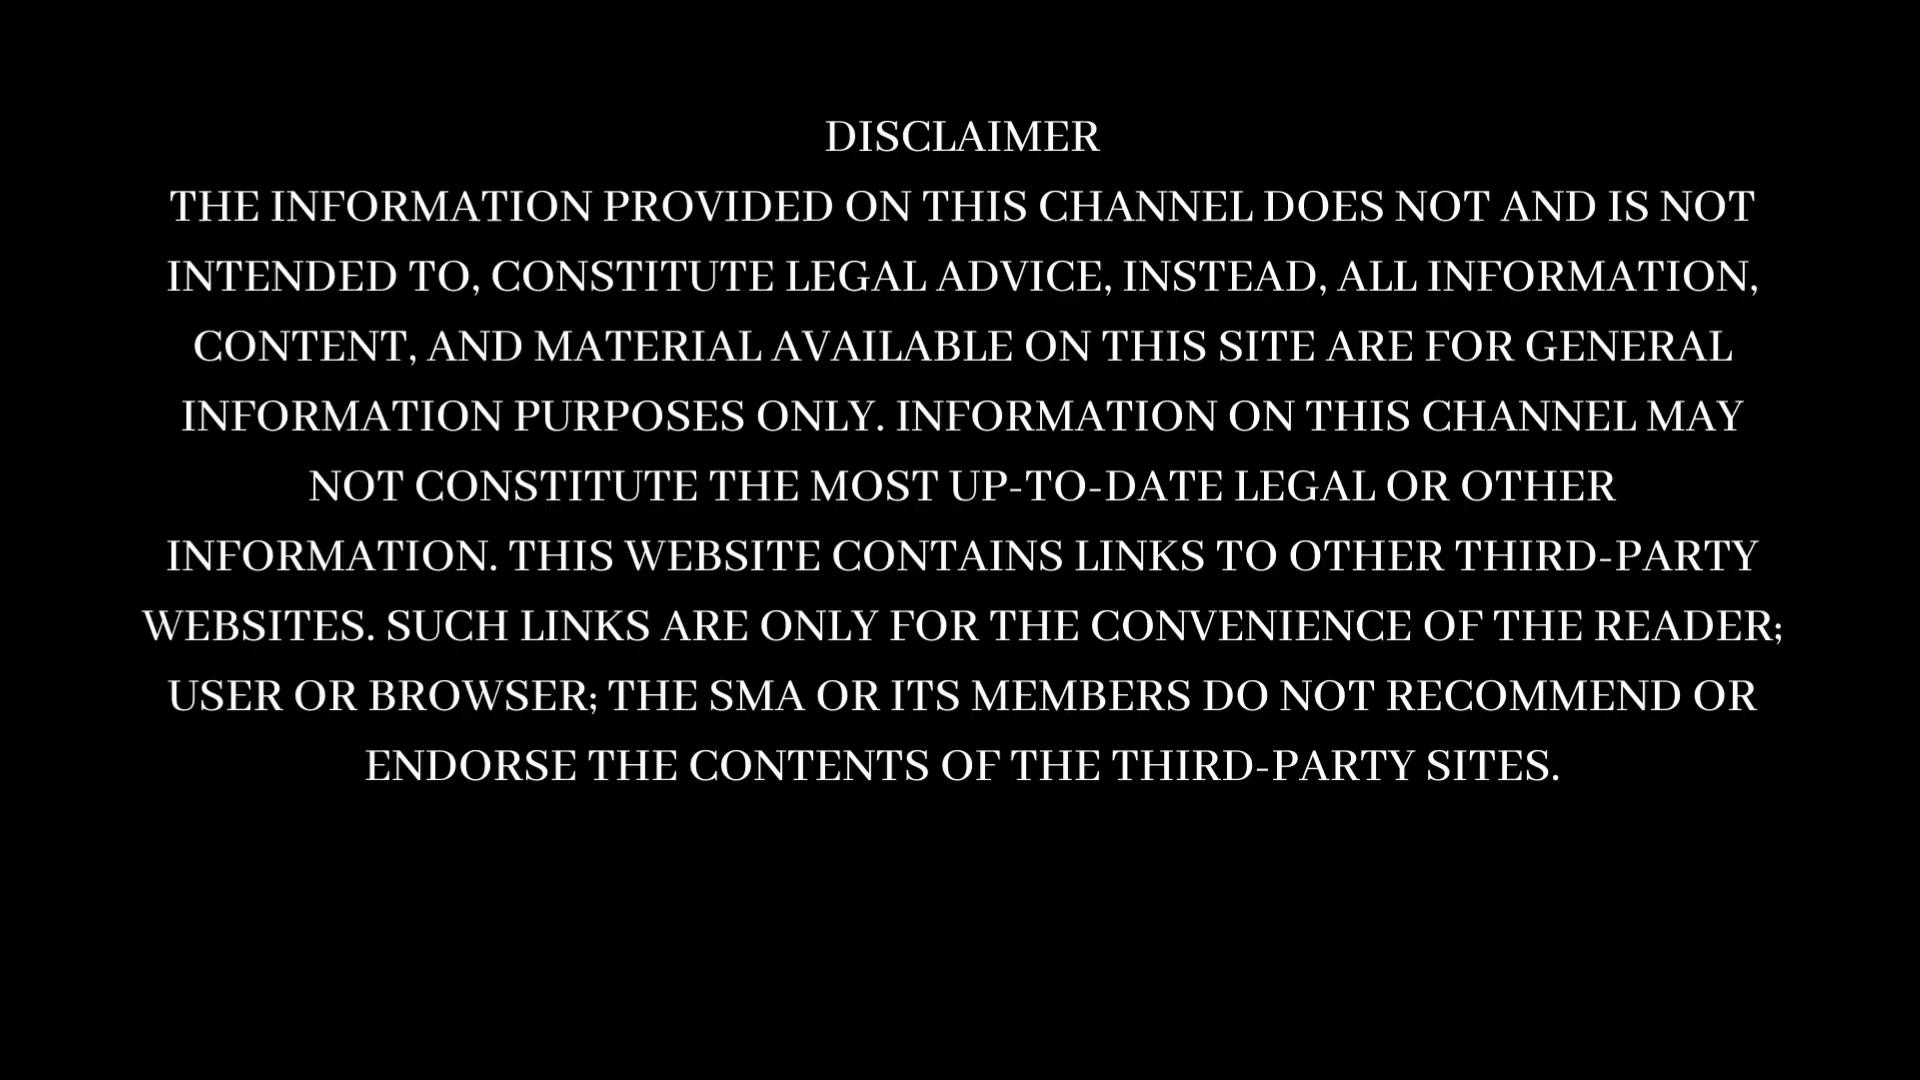 DISCLAIMER
THE INFORMATION PROVIDED ON THIS CHANNEL DOES NOT AND IS NOT
INTENDED TO, CONSTITUTE LEGAL ADVICE, INSTEAD, ALL INFORMATION,
CONTENT, AND MATERIAL AVAILABLE ON THIS SITE ARE FOR GENERAL
INFORMATION PURPOSES ONLY. INFORMATION ON THIS CHANNEL MAY
NOT CONSTITUTE THE MOST UP-TO-DATE LEGAL OR OTHER
INFORMATION. THIS WEBSITE CONTAINS LINKS TO OTHER THIRD-PARTY
WEBSITES. SUCH LINKS ARE ONLY FOR THE CONVENIENCE OF THE READER;
USER OR BROWSER; THE SMA OR ITS MEMBERS DO NOT RECOMMEND OR
ENDORSE THE CONTENTS OF THE THIRD-PARTY SITES.